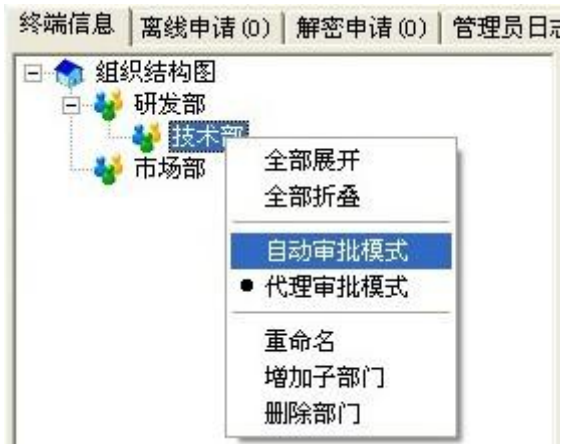 终端信息 离线申请(0) 解密申请(0) 管理员日志
组织结构图
研发部
技术部
市场部
全部展开
全部折叠
自动审批模式
代理审批模式
重命名
增加子部门
删除部门